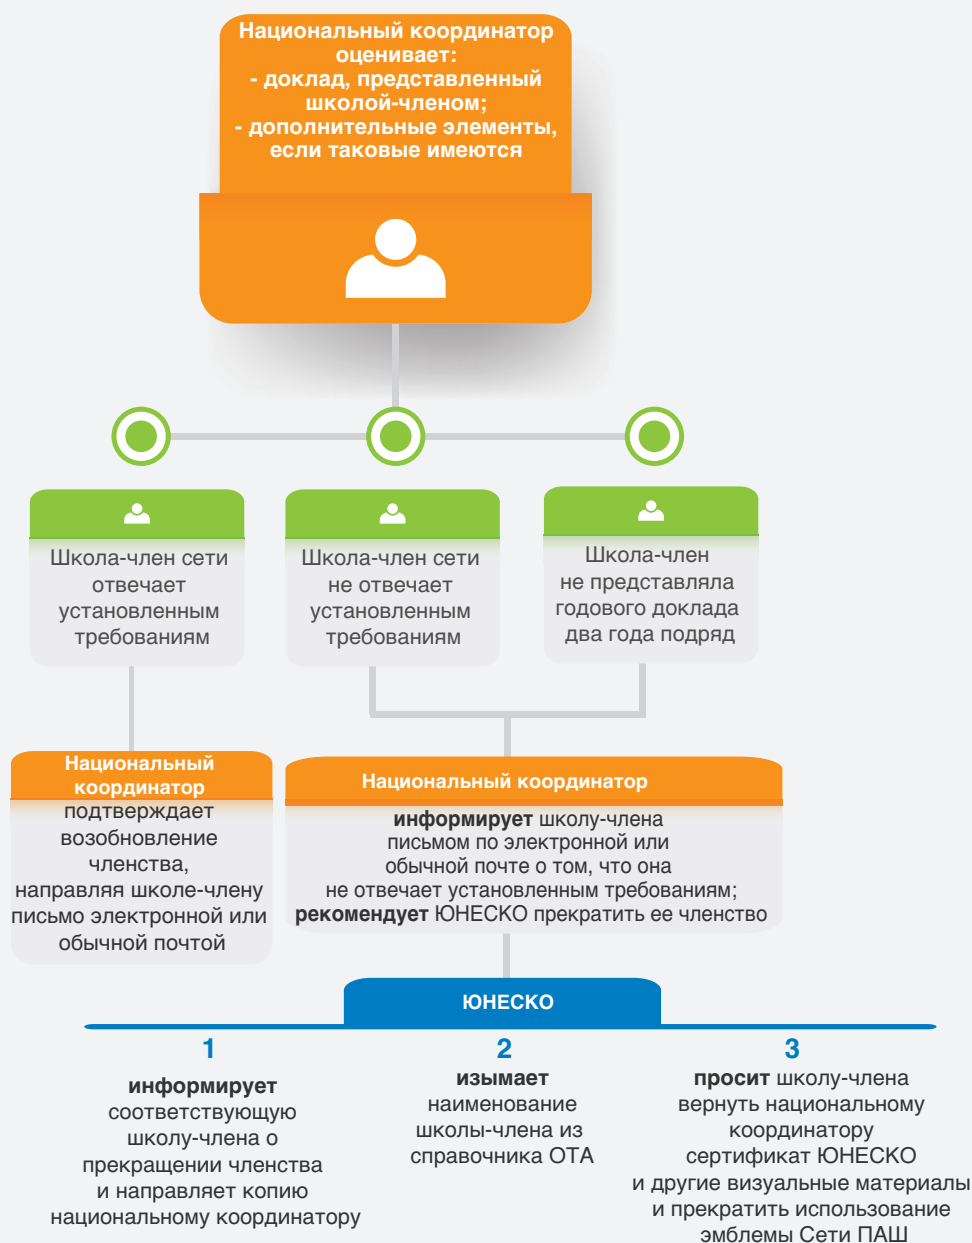 Национальный координатор
оценивает:
- доклад, представленный
школой-членом;
- дополнительные элементы,
если таковые имеются
Школа-член сети
отвечает
установленным
требованиям
Школа-член сети
не отвечает
установленным
требованиям
Школа-член
не представляла
годового доклада
два года подряд
Национальный
координатор
подтверждает
возобновление
членства,
направляя школе-члену
письмо электронной или
обычной почтой
Национальный координатор
информирует школу-члена
письмом по электронной или
обычной почте о том, что она
не отвечает установленным требованиям;
рекомендует ЮНЕСКО прекратить ее членство
ЮНЕСКО
1
информирует
соответствующую
школу-члена о
прекращении членства
и направляет копию
национальному координатору
2
изымает
наименование
школы-члена из
справочника ОТА
3
просит школу-члена
вернуть национальному
координатору
сертификат ЮНЕСКО
и другие визуальные материалы
и прекратить использование
эмблемы Сети ПАШ